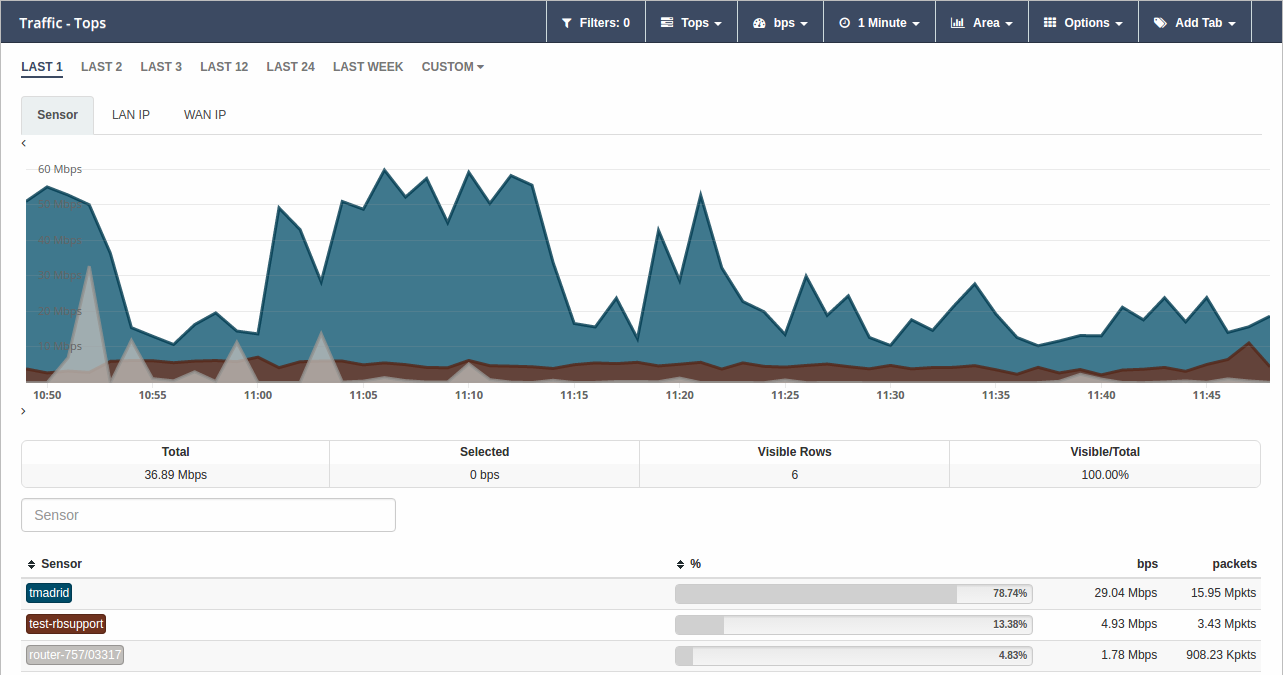 Traffic - Tops
Filters: 0
Tops
bps
1 Minute
Area
Options
Add Tab
LAST 1 LAST 2 LAST 3 LAST 12 LAST 24 LAST WEEK CUSTOM
Sensor LAN IP WAN IP
60 Mbps
10:50 10:55 11:00 11:05 11:10 11:15 11:20 11:25 11:30 11:35 11:40 11:45
Total Selected Visible Rows Visible/Total
36.89 Mbps 0 bps 6 100.00%
Sensor
Sensor % bps packets
tmadrid 78.74% 29.04 Mbps 15.95 Mpkts
test-rbsupport 13.38% 4.93 Mbps 3.43 Mpkts
router-757/03317 4.83% 1.78 Mbps 908.23 Kpkts